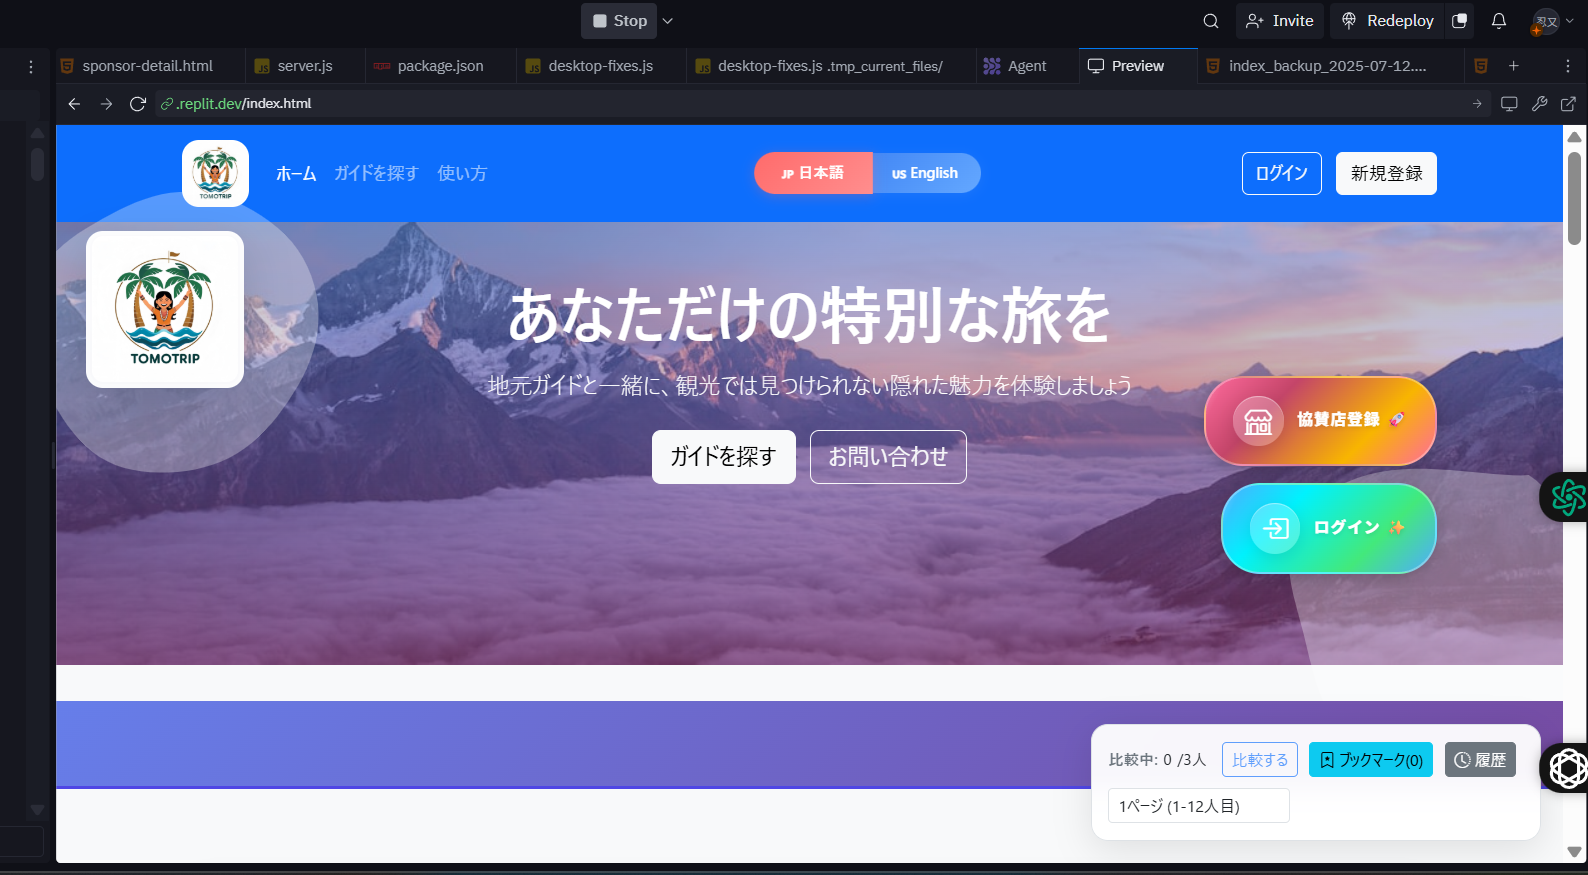 Stop
Invite
Redeploy
忍又
sponsor-detail.html
server.js
package.json
desktop-fixes.js
desktop-fixes.js .tmp_current_files/
Agent
Preview
index_backup_2025-07-12....
.replit.dev/index.html
TOMOTRIP
ホーム
ガイドを探す
使い方
JP 日本語
US English
ログイン
新規登録
TOMOTRIP
あなただけの特別な旅を
地元ガイドと一緒に、観光では見つけられない隠れた魅力を体験しましょう
ガイドを探す
お問い合わせ
協賛店登録 🚀
ログイン ✨
比較中: 0 /3人
比較する
ブックマーク(0)
履歴
1ページ (1-12人目)